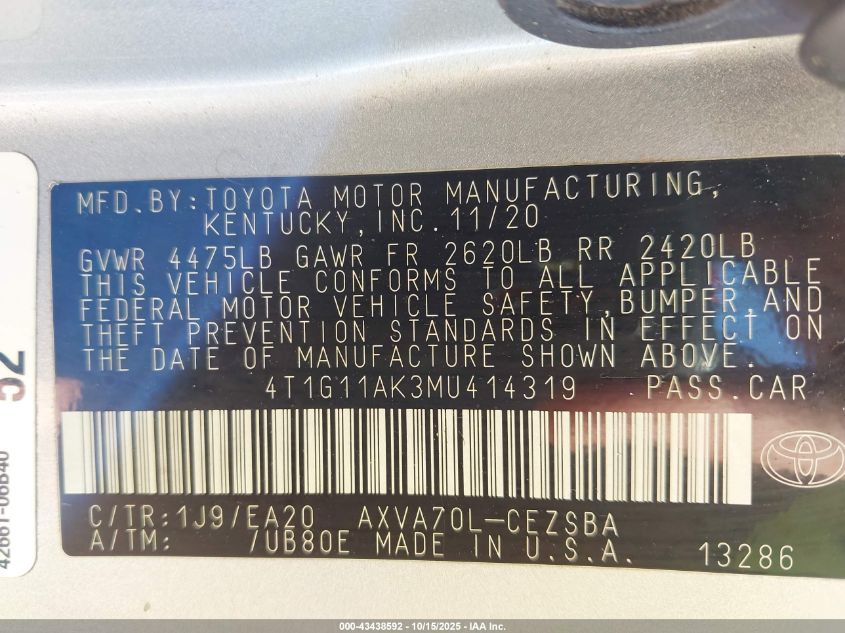 MFD.BY:TOYOTA MOTOR MANUFACTURING,
KENTUCKY,INC.11/20
GVWR 4475LB GAWR FR 2620LB RR 2420LB
THIS VEHICLE CONFORMS TO ALL APPLICABLE
FEDERAL MOTOR VEHICLE SAFETY,BUMPER,AND
THEFT PREVENTION STANDARDS IN EFFECT ON
THE DATE OF MANUFACTURE SHOWN ABOVE.
4T1G11AK3MU414319 PASS.CAR
C/TR:1J9/EA20 AXVA70L-CEZSBA
A/TM: /UB80E MADE IN U.S.A. 13286
52
42661-06B40
000-43438592 | 10/15/2025 - IAA Inc.